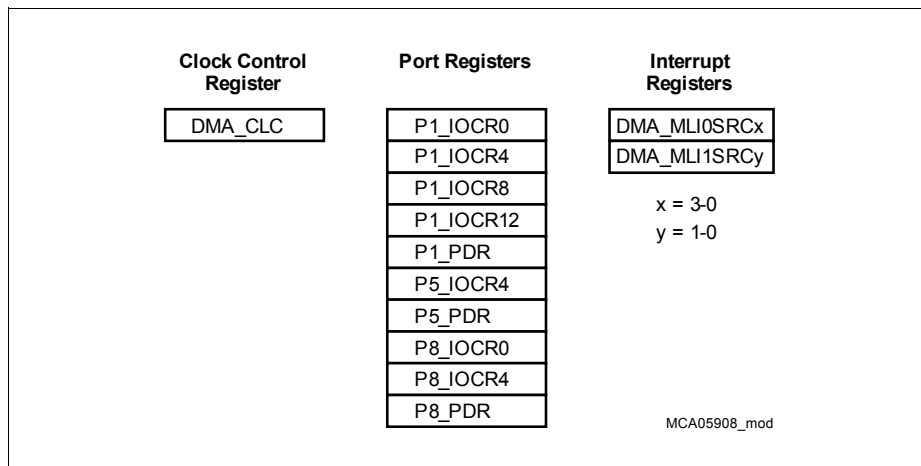 Clock Control
Register
DMA_CLC
Port Registers
P1_IOCR0
P1_IOCR4
P1_IOCR8
P1_IOCR12
P1_PDR
P5_IOCR4
P5_PDR
P8_IOCR0
P8_IOCR4
P8_PDR
Interrupt
Registers
DMA_MLI0SRCx
DMA_MLI1SRCy
x = 3-0
y = 1-0
MCA05908_mod